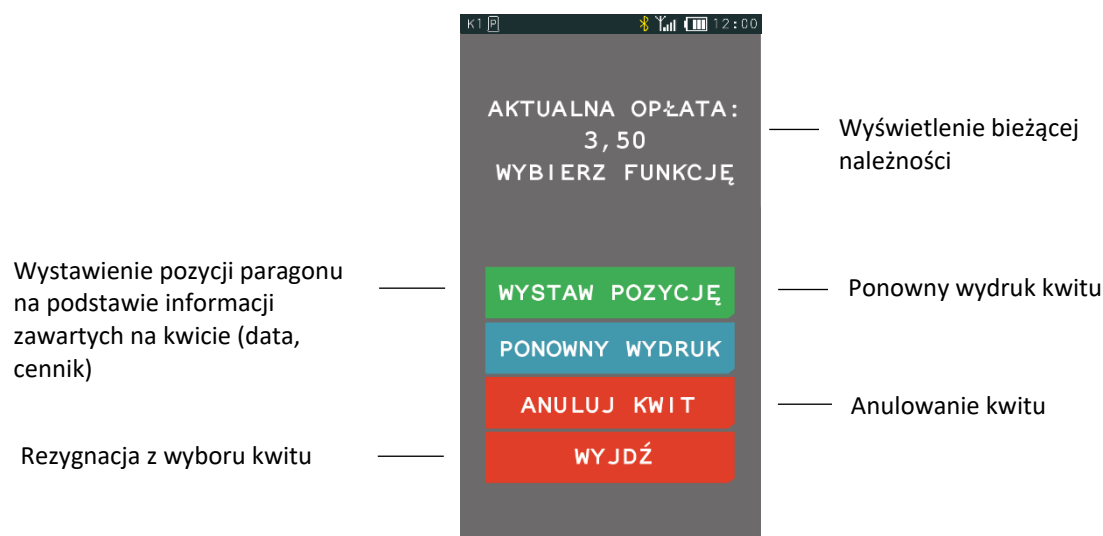 K1 P 12:00
AKTUALNA OPŁATA:
3,50
WYBIERZ FUNKCJĘ
Wyświetlenie bieżącej
należności
Wystawienie pozycji paragonu
na podstawie informacji
zawartych na kwicie (data,
cennik)
WYSTAW POZYCJĘ
Ponowny wydruk kwitu
PONOWNY WYDRUK
ANULUJ KWIT
Anulowanie kwitu
Rezygnacja z wyboru kwitu
WYJDŹ